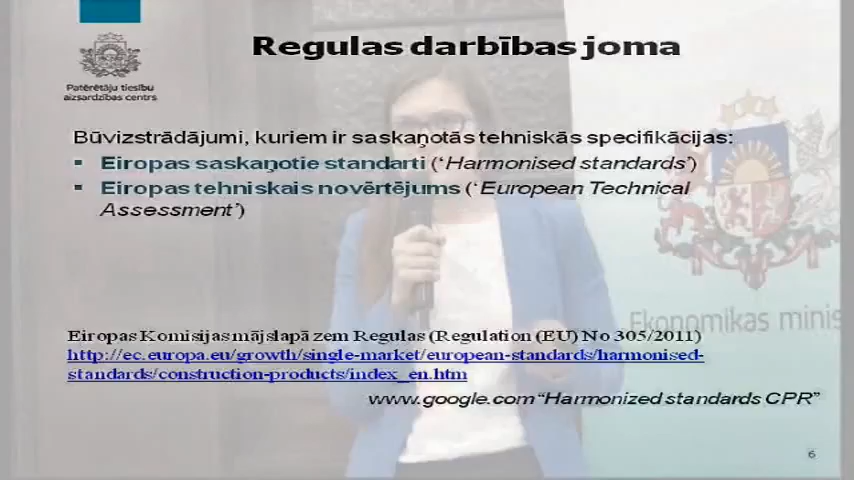 Regulas darbības joma
Patērētāju tiesību
aizsardzības centrs
Būvizstrādājumi, kuriem ir saskaņotās tehniskās specifikācijas:
▪ Eiropas saskaņotie standarti (‘Harmonised standards’)
▪ Eiropas tehniskais novērtējums (‘European Technical
Assessment’)
Ekonomikas minis
Eiropas Komisijas mājslapā zem Regulas (Regulation (EU) No 305/2011)
http://ec.europa.eu/growth/single-market/european-standards/harmonised-
standards/construction-products/index_en.htm
www.google.com “Harmonized standards CPR”
6